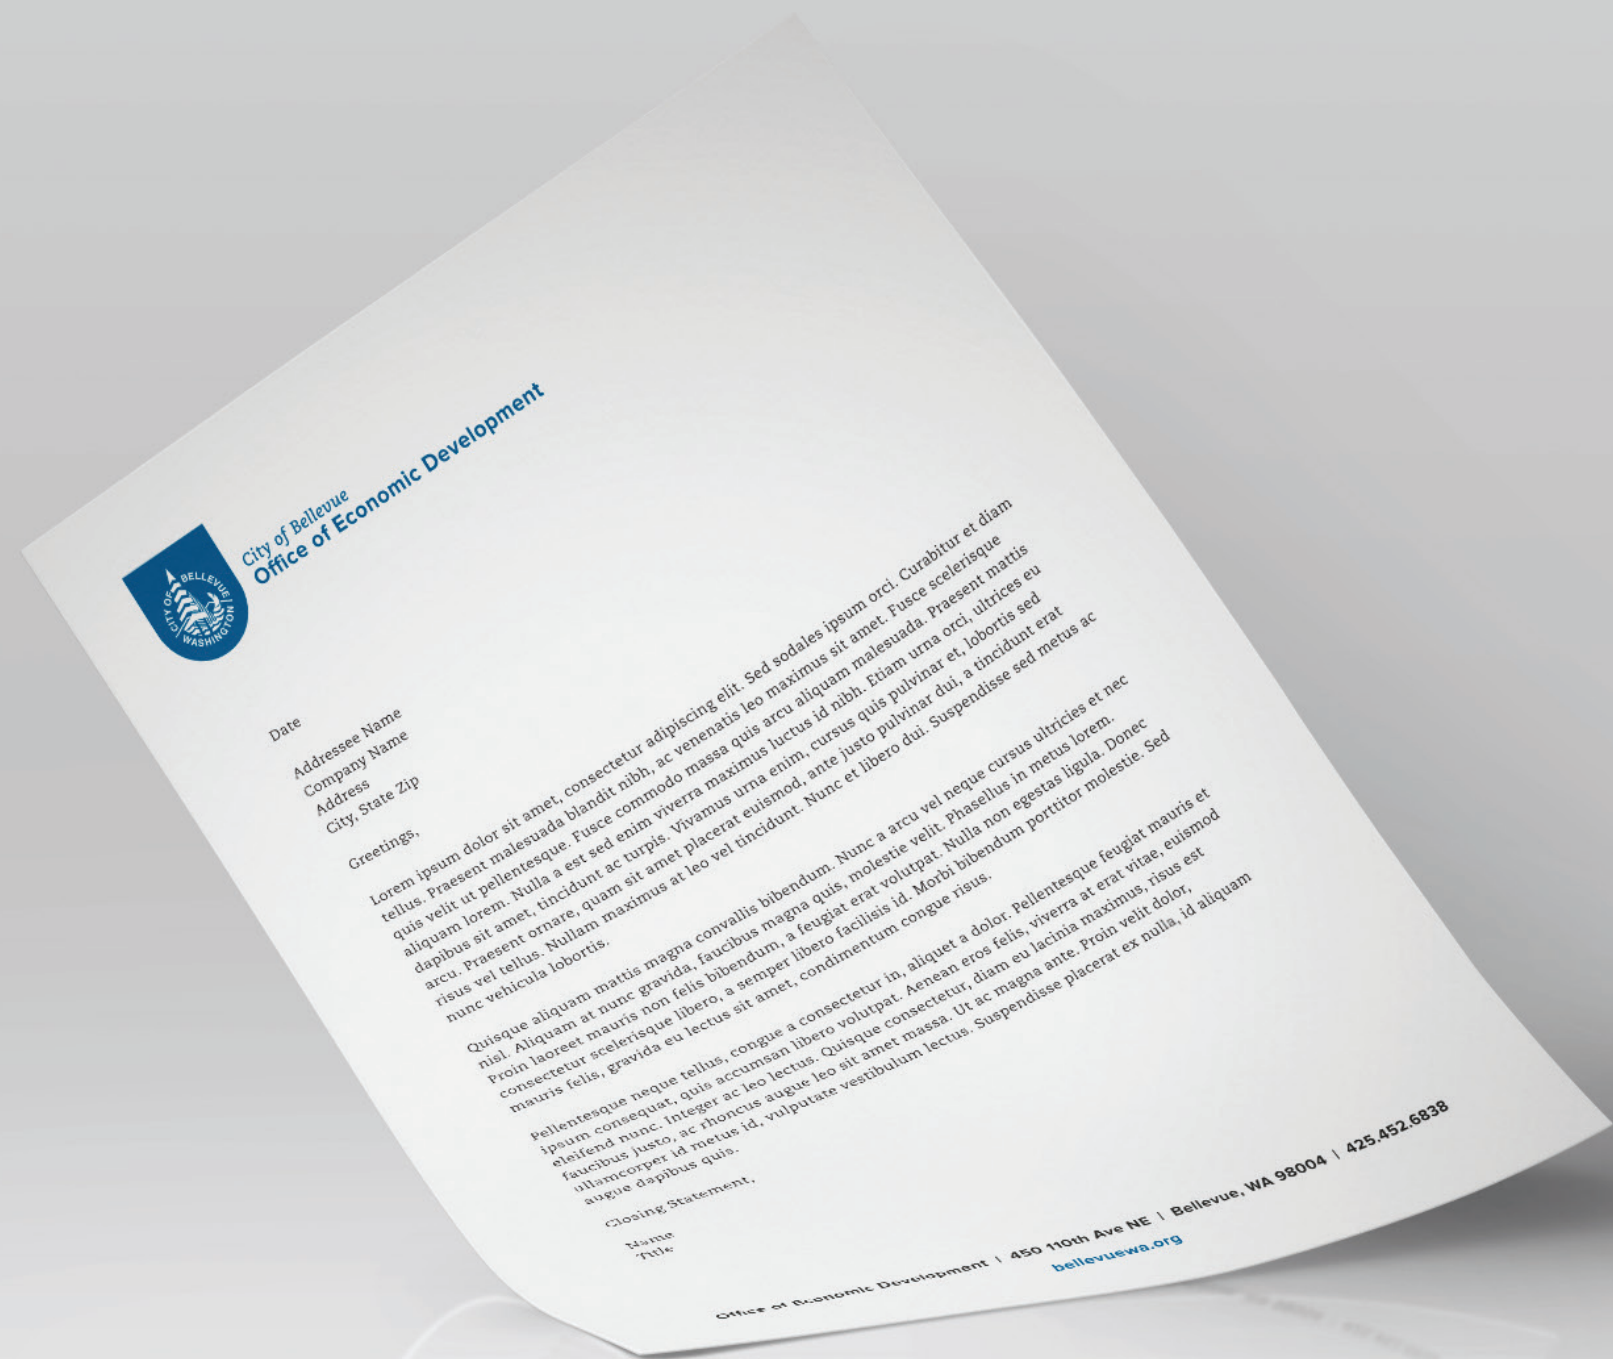 City of Bellevue
Office of Economic Development
CITY OF BELLEVUE WASHINGTON
Date
Addressee Name
Company Name
Address
City, State Zip
Greetings,
Lorem ipsum dolor sit amet, consectetur adipiscing elit. Sed sodales ipsum orci. Curabitur et diam
tellus. Praesent malesuada blandit nibh, ac venenatis leo maximus sit amet. Fusce scelerisque
quis velit ut pellentesque. Fusce commodo massa quis arcu aliquam malesuada. Praesent mattis
aliquam lorem. Nulla a est sed enim viverra maximus luctus id nibh. Etiam urna orci, ultrices eu
dapibus sit amet, tincidunt ac turpis. Vivamus urna enim, cursus quis pulvinar et, lobortis sed
arcu. Praesent ornare, quam sit amet placerat euismod, ante justo pulvinar dui, a tincidunt erat
risus vel tellus. Nullam maximus at leo vel tincidunt. Nunc et libero dui. Suspendisse sed metus ac
nunc vehicula lobortis.
Quisque aliquam mattis magna convallis bibendum. Nunc a arcu vel neque cursus ultricies et nec
nisl. Aliquam at nunc gravida, faucibus magna quis, molestie velit. Phasellus in metus lorem.
Proin laoreet mauris non felis bibendum, a feugiat erat volutpat. Nulla non egestas ligula. Donec
consectetur scelerisque libero, a semper libero facilisis id. Morbi bibendum porttitor molestie. Sed
mauris felis, gravida eu lectus sit amet, condimentum congue risus.
Pellentesque neque tellus, congue a consectetur in, aliquet a dolor. Pellentesque feugiat mauris et
ipsum consequat, quis accumsan libero volutpat. Aenean eros felis, viverra at erat vitae, euismod
eleifend nunc. Integer ac leo lectus. Quisque consectetur, diam eu lacinia maximus, risus est
faucibus justo, ac rhoncus augue leo sit amet massa. Ut ac magna ante. Proin velit dolor,
ullamcorper id metus id, vulputate vestibulum lectus. Suspendisse placerat ex nulla, id aliquam
augue dapibus quis.
Closing Statement,
Name
Title
Office of Economic Development | 450 110th Ave NE | Bellevue, WA 98004 | 425.452.6838
bellevuewa.org